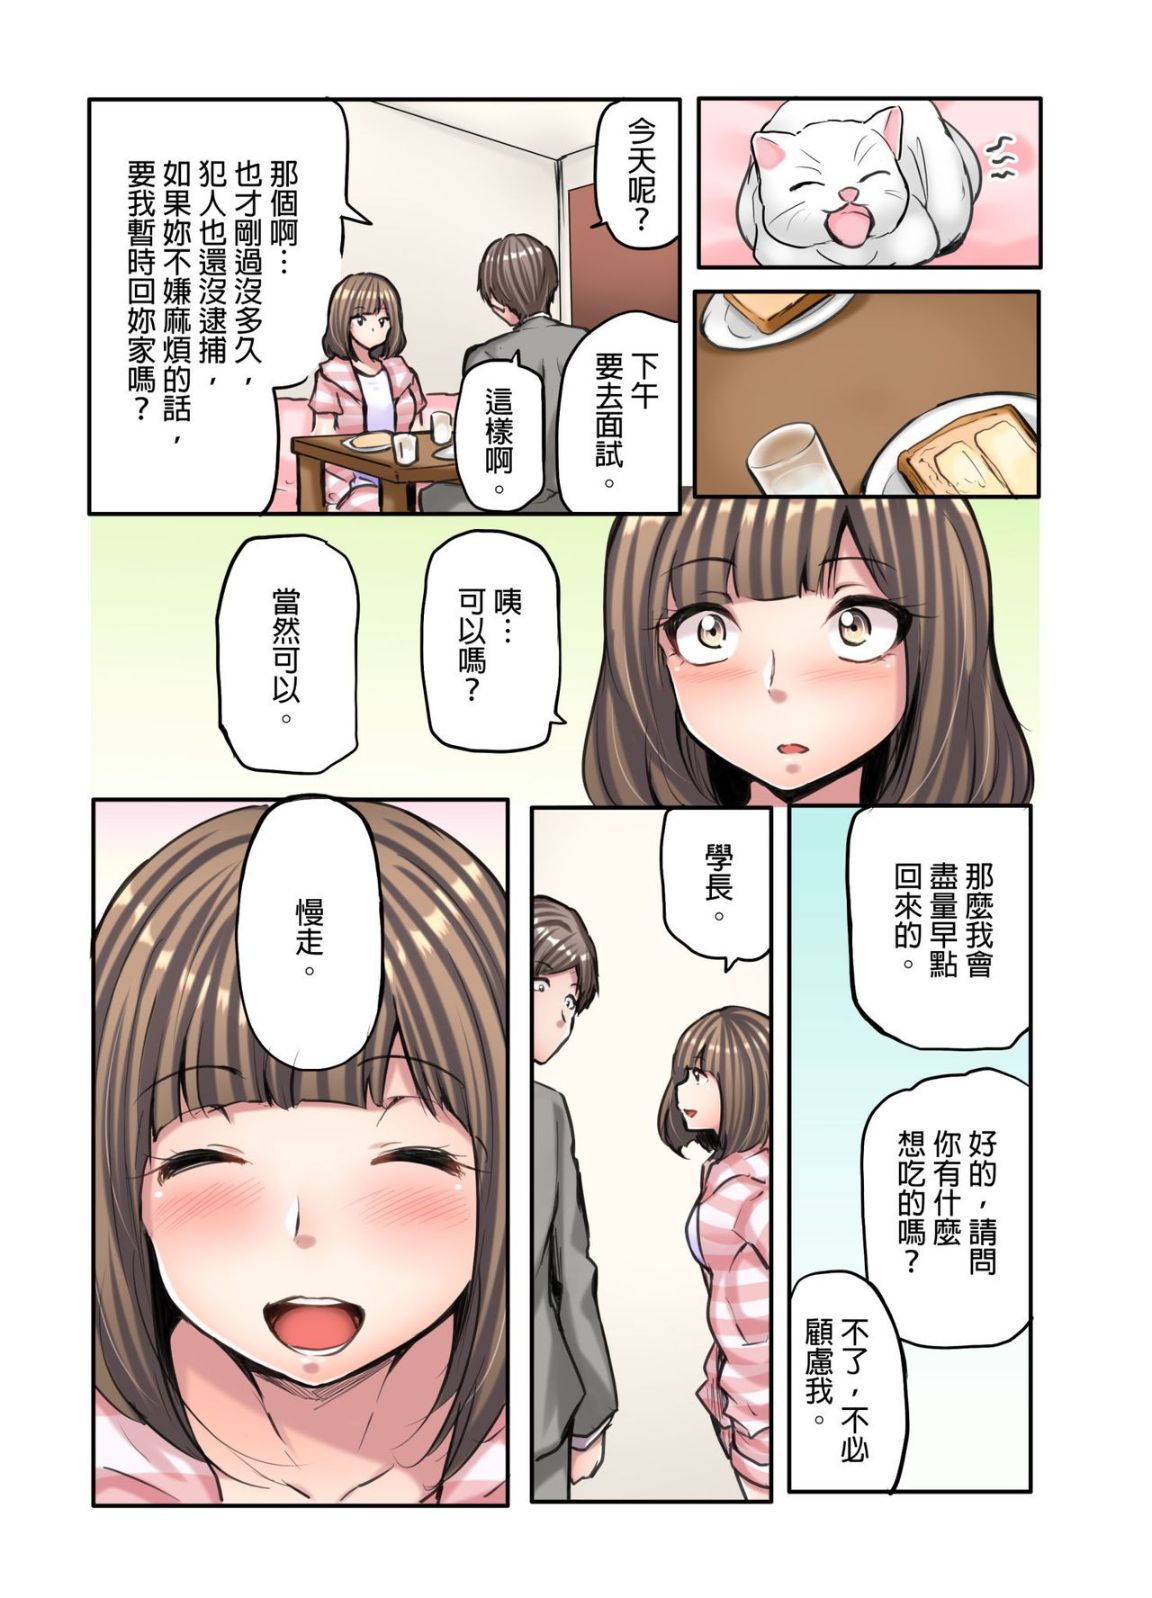 今天呢？
下午
要去面試。
這樣啊。
那個啊…
也才剛過沒多久，
犯人也還沒逮捕，
如果妳不嫌麻煩的話，
要我暫時回妳家嗎？
咦…
可以嗎？
當然可以。
那麼我會
盡量早點
回來的。
好的，請問
你有什麼
想吃的嗎？
不了，不必
顧慮我。
學長。
慢走。